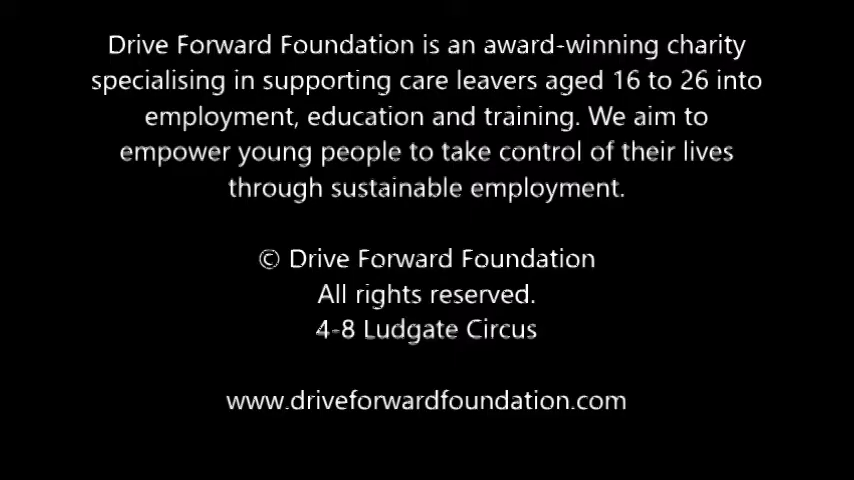 Drive Forward Foundation is an award-winning charity
specialising in supporting care leavers aged 16 to 26 into
employment, education and training. We aim to
empower young people to take control of their lives
through sustainable employment.
© Drive Forward Foundation
All rights reserved.
4-8 Ludgate Circus
www.driveforwardfoundation.com